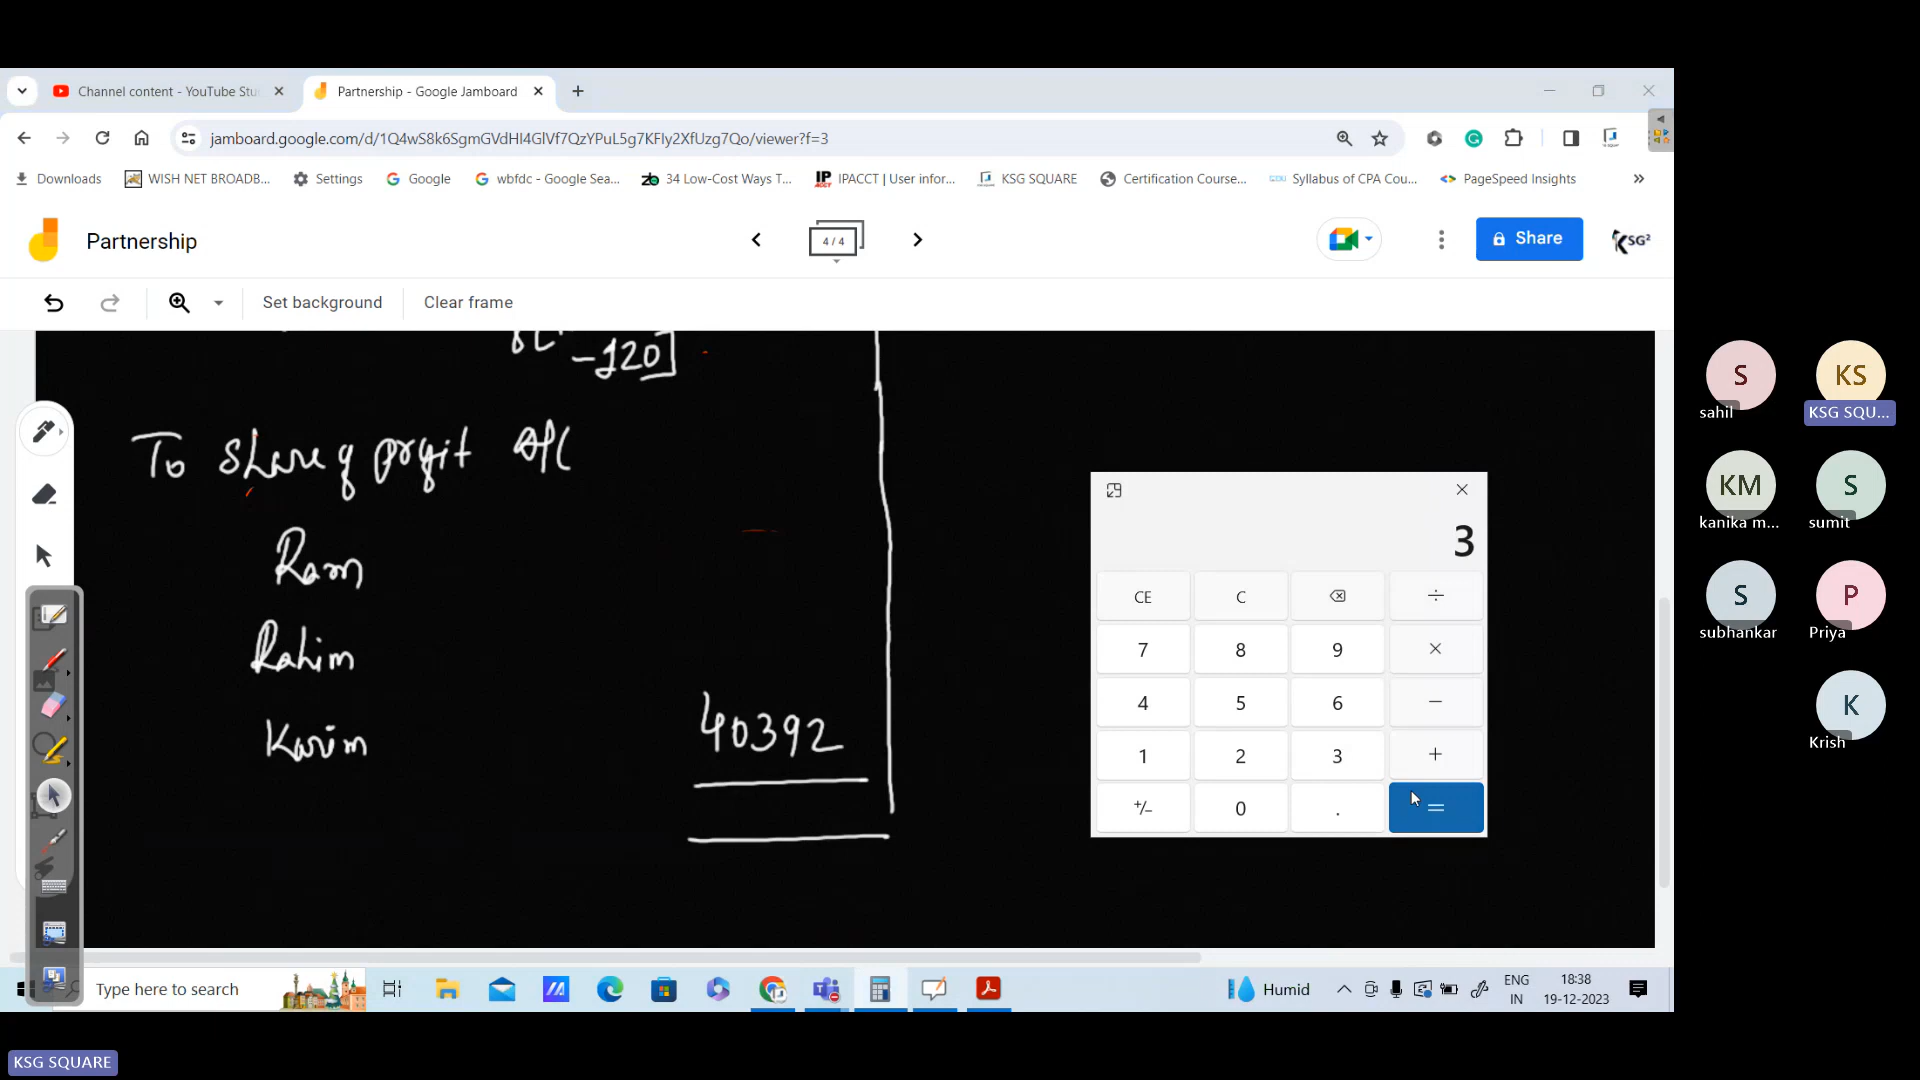 Channel content - YouTube Stu
Partnership - Google Jamboard
jamboard.google.com/d/1Q4wS8k6SgmGVdHI4GlVf7QzYPuL5g7KFly2XfUzg7Qo/viewer?f=3
Downloads
WISH NET BROADB...
Settings
Google
wbfdc - Google Sea...
34 Low-Cost Ways T...
IPACCT | User infor...
KSG SQUARE
Certification Course...
Syllabus of CPA Cou...
PageSpeed Insights
Partnership
4 / 4
Share
KSG²
Set background
Clear frame
-120]
To share of profit A/C
Ram
Rahim
Karim
40392
3
CE C ÷
7 8 9 ×
4 5 6 −
1 2 3 +
+/− 0 . =
S
sahil
KS
KSG SQU...
KM
kanika m...
S
sumit
S
subhankar
P
Priya
K
Krish
Type here to search
Humid
ENG
IN
18:38
19-12-2023
KSG SQUARE